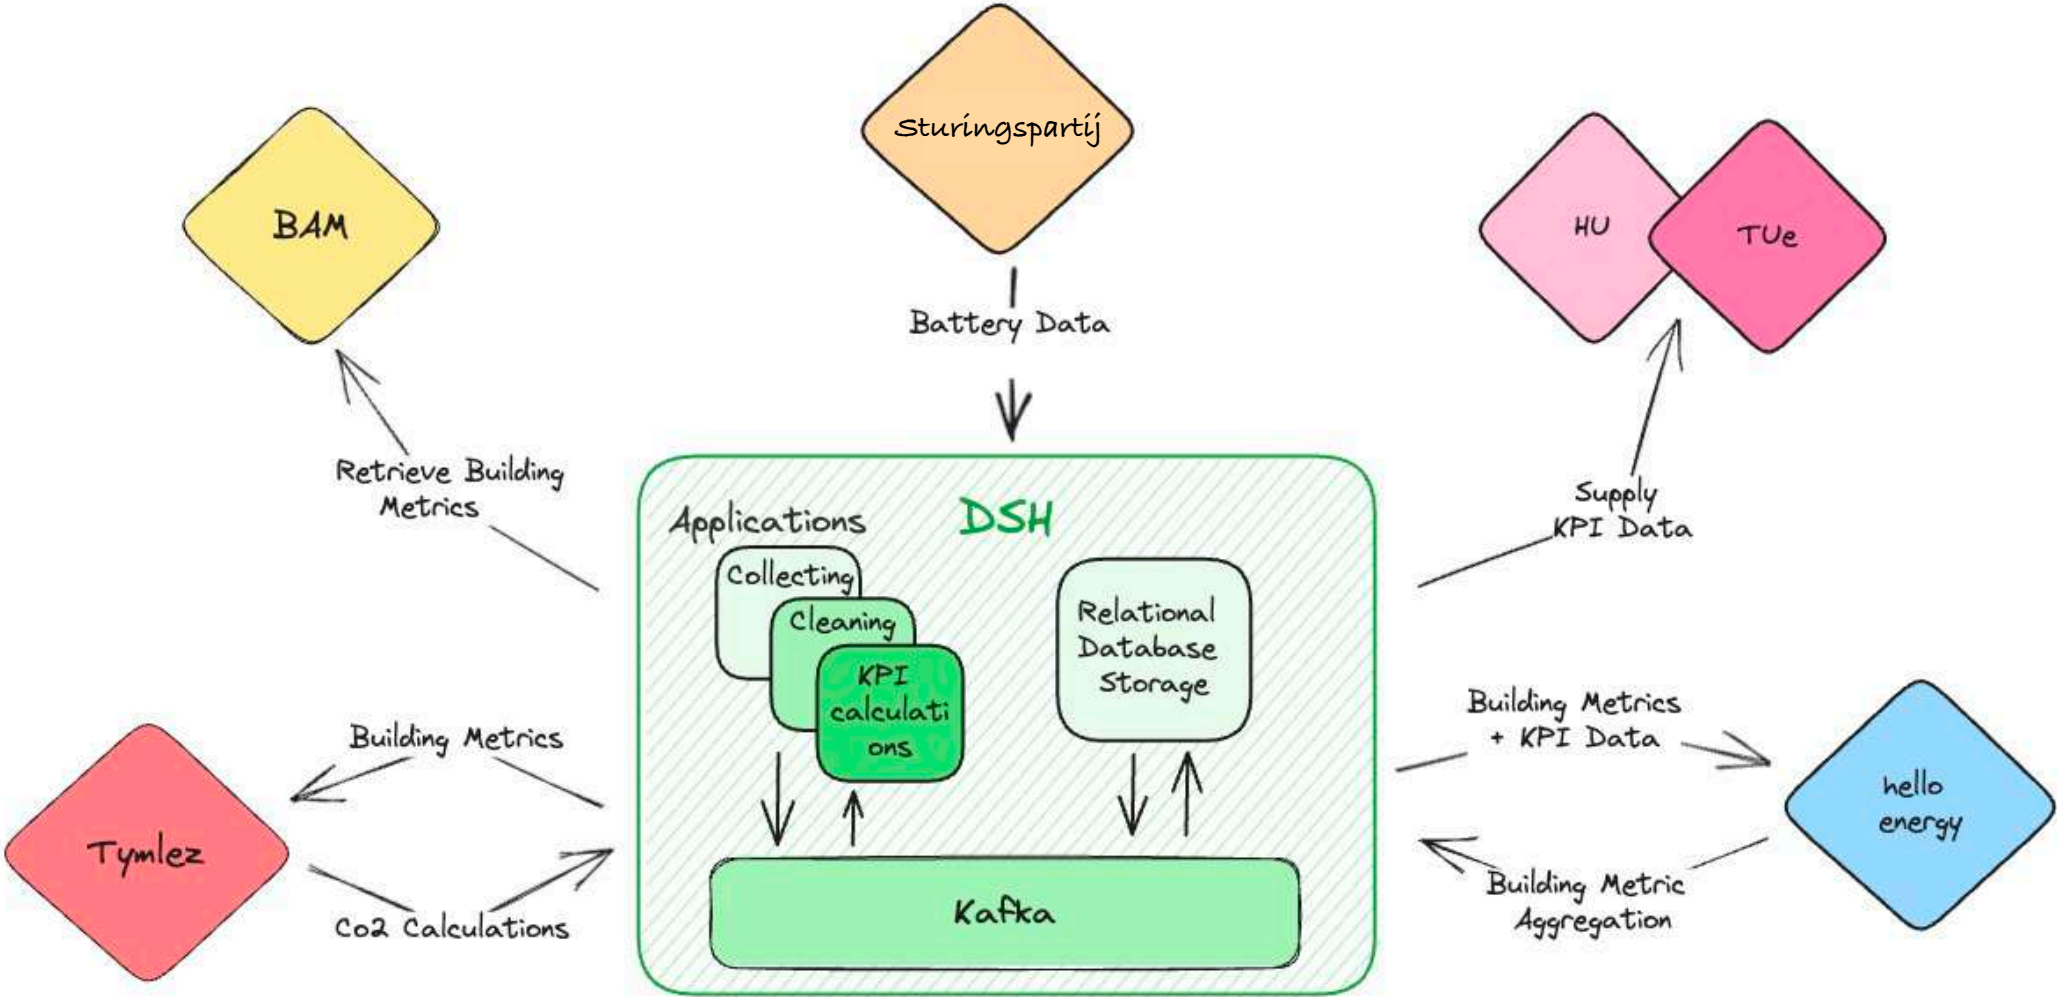 Sturingspartij
BAM
HU
TUe
Battery Data
Retrieve Building
Metrics
Supply
KPI Data
DSH
Applications
Collecting
Cleaning
KPI
calculati
ons
Relational
Database
Storage
Building Metrics
Tymlez
Co2 Calculations
Building Metrics
+ KPI Data
hello
energy
Building Metric
Aggregation
Kafka